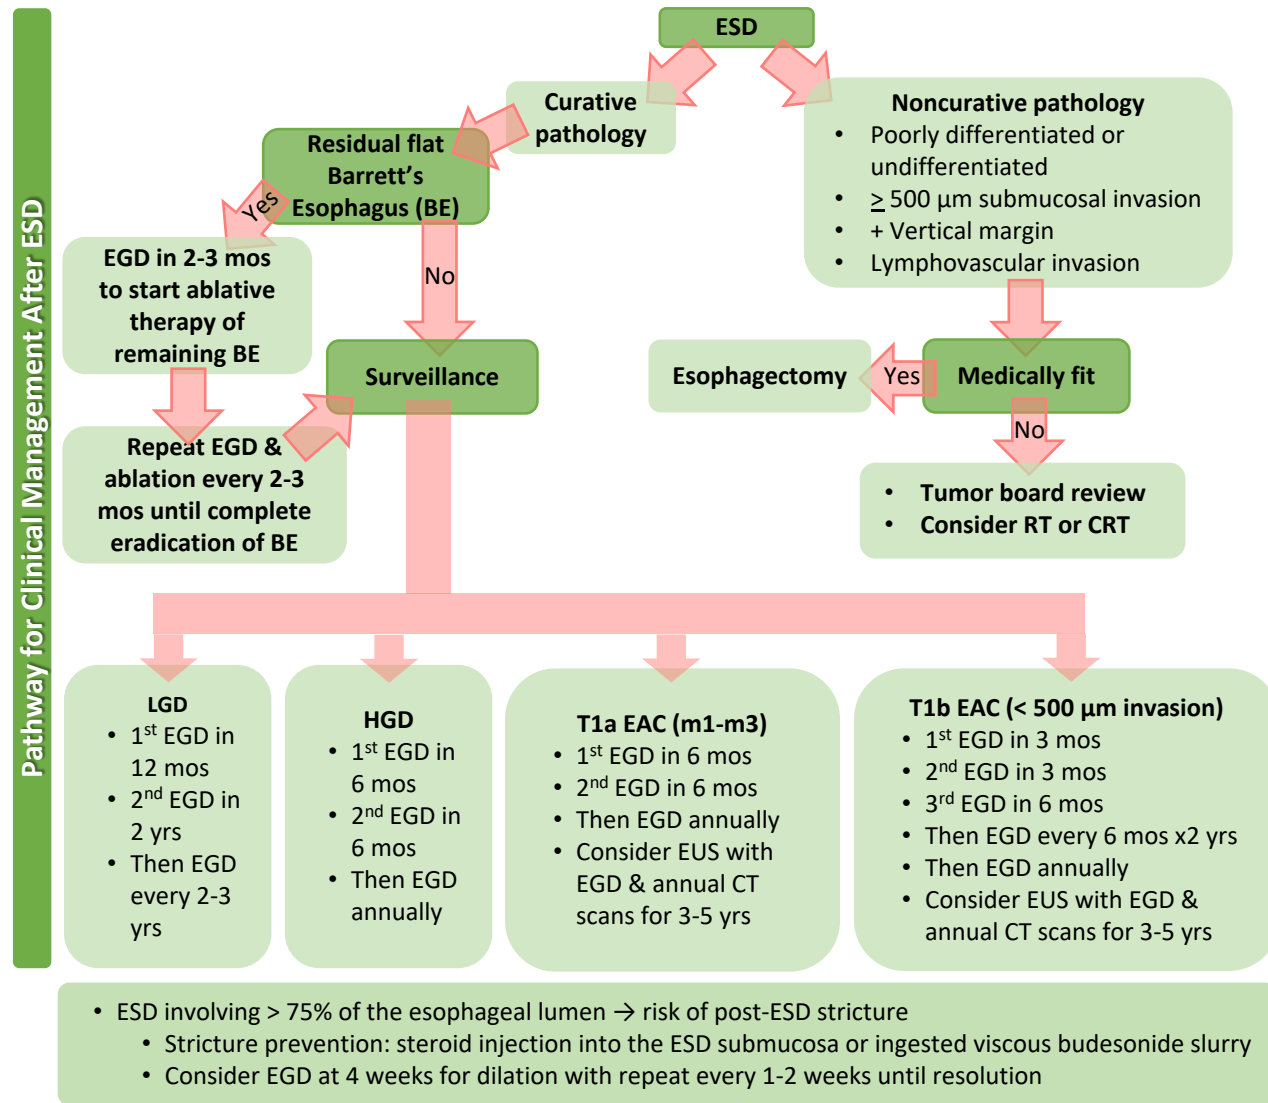 Pathway for Clinical Management After ESD
ESD
Curative
pathology
Noncurative pathology
• Poorly differentiated or
undifferentiated
• ≥ 500 µm submucosal invasion
• + Vertical margin
• Lymphovascular invasion
Residual flat
Barrett’s
Esophagus (BE)
Yes
No
EGD in 2-3 mos
to start ablative
therapy of
remaining BE
Repeat EGD &
ablation every 2-3
mos until complete
eradication of BE
Surveillance
Esophagectomy
Yes
Medically fit
No
• Tumor board review
• Consider RT or CRT
LGD
• 1st EGD in
12 mos
• 2nd EGD in
2 yrs
• Then EGD
every 2-3
yrs
HGD
• 1st EGD in
6 mos
• 2nd EGD in
6 mos
• Then EGD
annually
T1a EAC (m1-m3)
• 1st EGD in 6 mos
• 2nd EGD in 6 mos
• Then EGD annually
• Consider EUS with
EGD & annual CT
scans for 3-5 yrs
T1b EAC (< 500 µm invasion)
• 1st EGD in 3 mos
• 2nd EGD in 3 mos
• 3rd EGD in 6 mos
• Then EGD every 6 mos x2 yrs
• Then EGD annually
• Consider EUS with EGD &
annual CT scans for 3-5 yrs
• ESD involving > 75% of the esophageal lumen → risk of post-ESD stricture
• Stricture prevention: steroid injection into the ESD submucosa or ingested viscous budesonide slurry
• Consider EGD at 4 weeks for dilation with repeat every 1-2 weeks until resolution